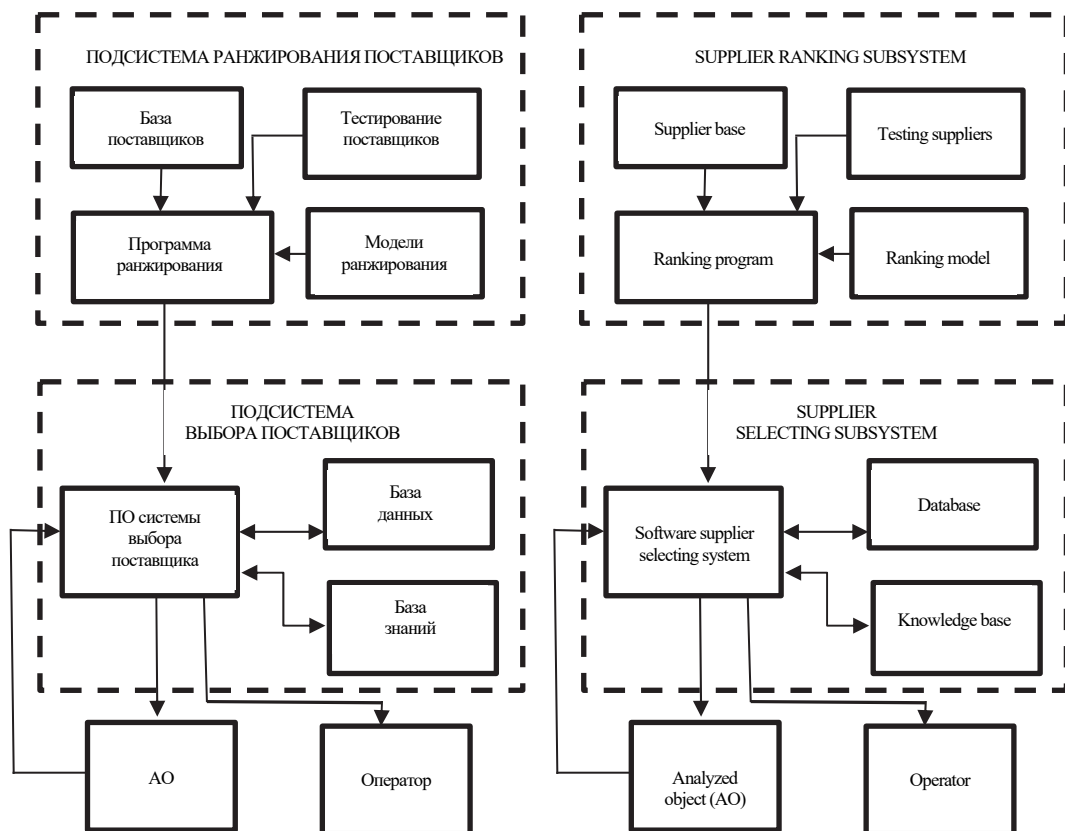 ПОДСИСТЕМА РАНЖИРОВАНИЯ ПОСТАВЩИКОВ
База
поставщиков
Тестирование
поставщиков
Программа
ранжирования
Модели
ранжирования
ПОДСИСТЕМА
ВЫБОРА ПОСТАВЩИКОВ
ПО системы
выбора
поставщика
База
данных
База
знаний
АО
Оператор
SUPPLIER RANKING SUBSYSTEM
Supplier base
Testing suppliers
Ranking program
Ranking model
SUPPLIER
SELECTING SUBSYSTEM
Software supplier
selecting system
Database
Knowledge base
Analyzed
object (AO)
Operator